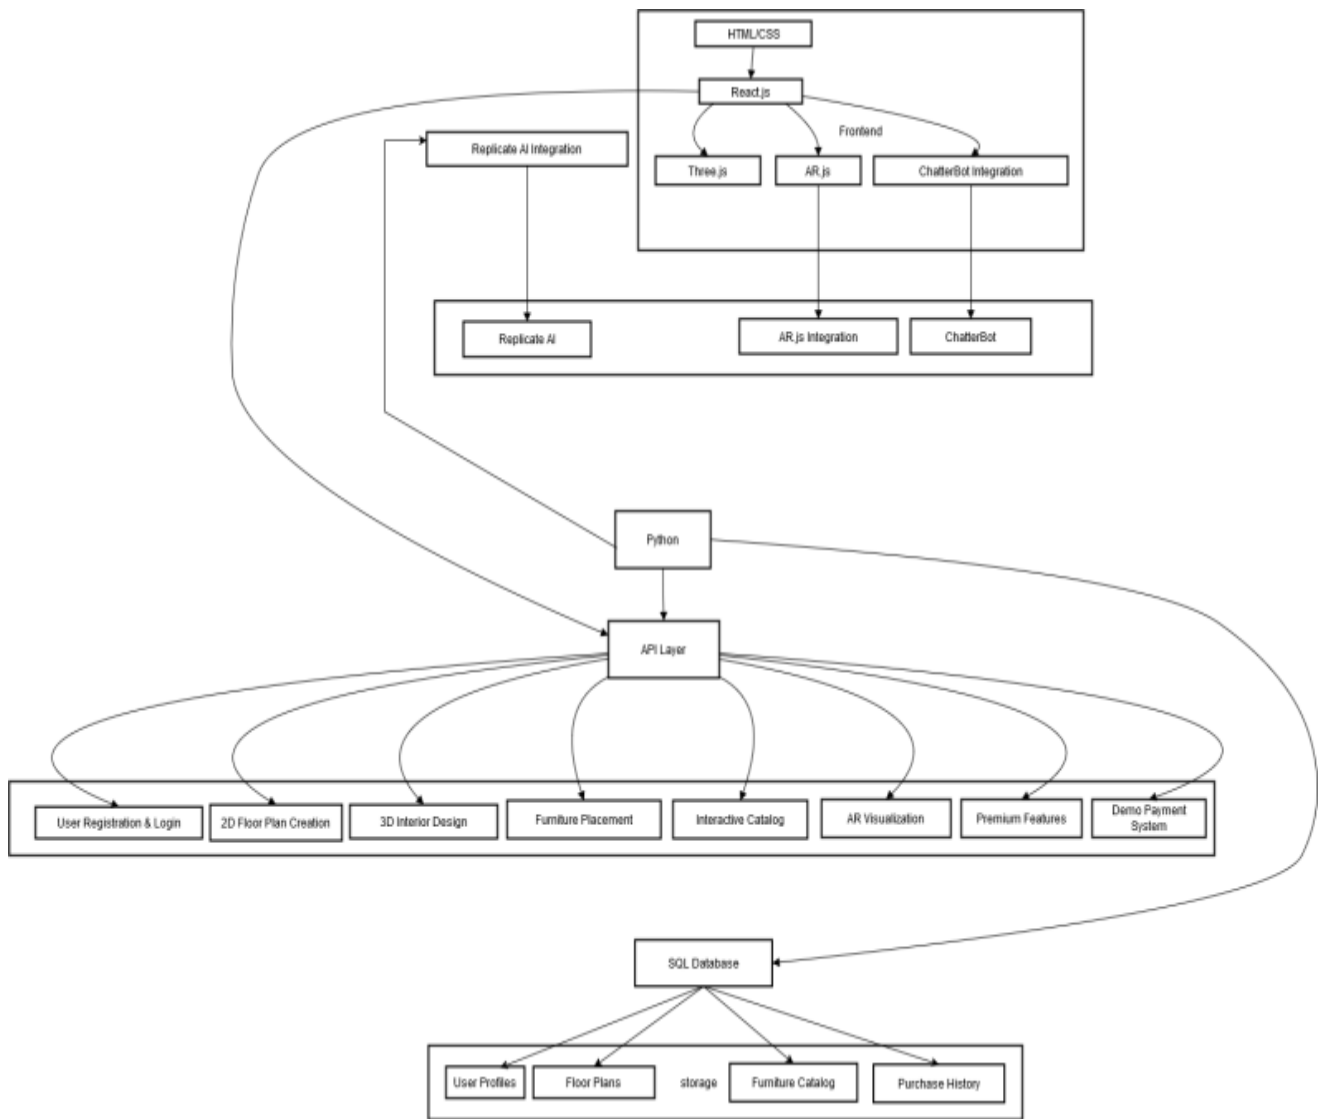 HTML/CSS
React.js
Frontend
Replicate AI Integration
Three.js
AR.js
ChatterBot Integration
Replicate AI
AR.js Integration
ChatterBot
Python
API Layer
User Registration & Login
2D Floor Plan Creation
3D Interior Design
Furniture Placement
Interactive Catalog
AR Visualization
Premium Features
Demo Payment
System
SQL Database
User Profiles
Floor Plans
storage
Furniture Catalog
Purchase History